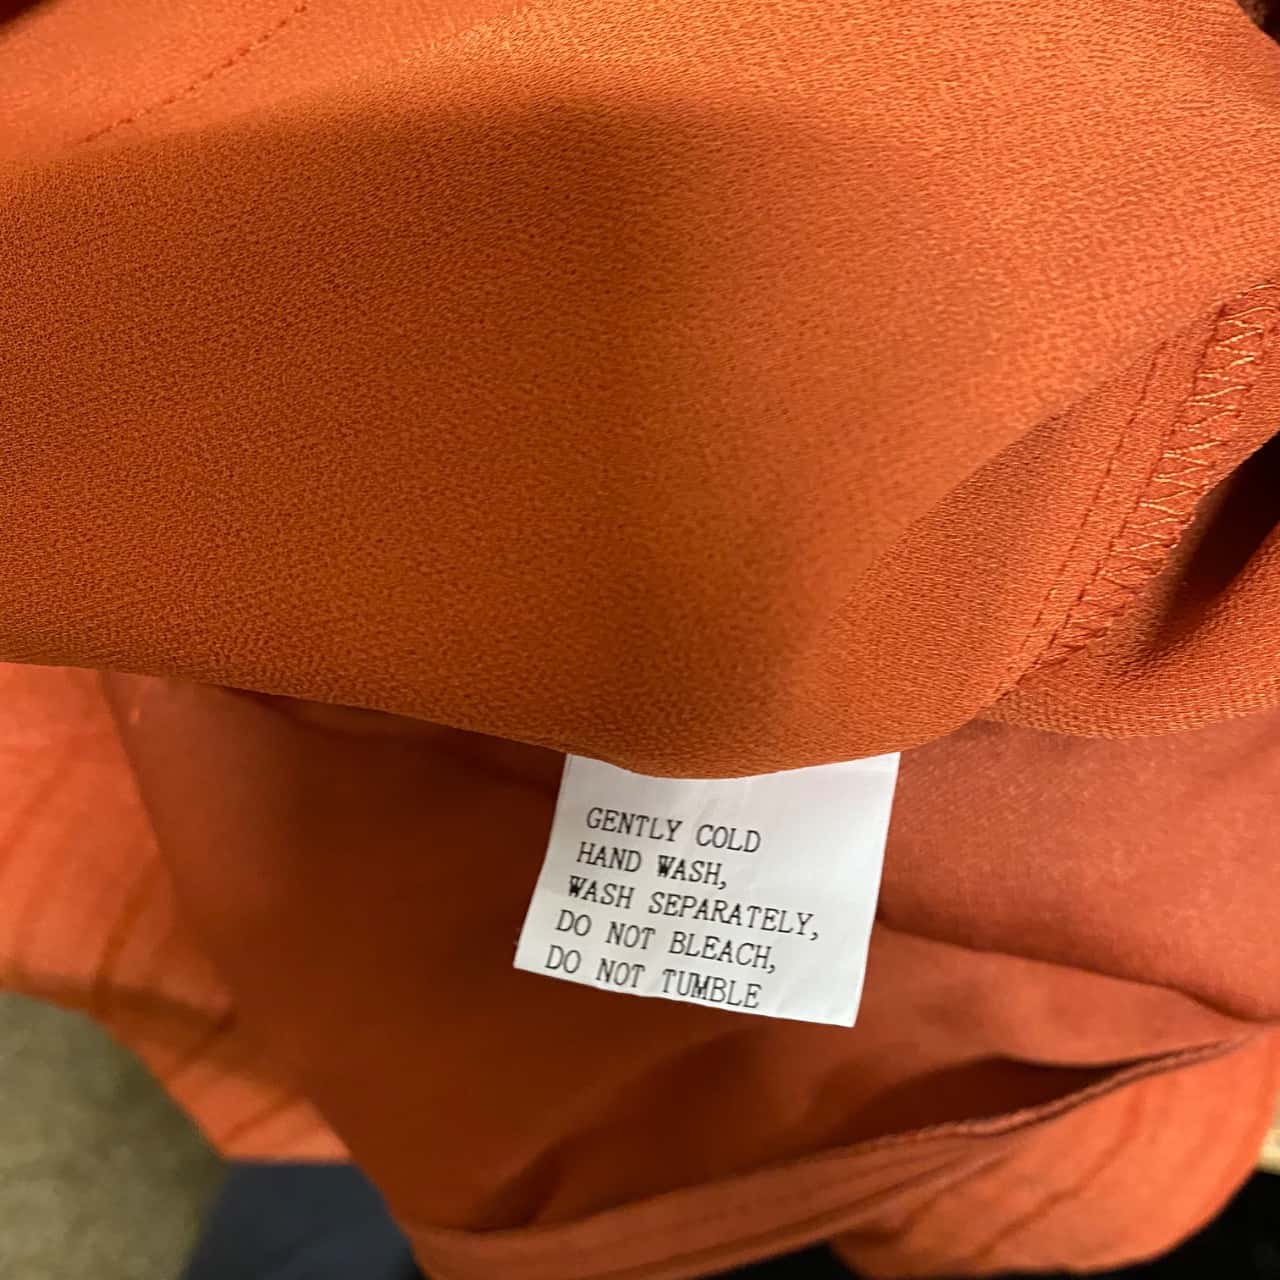 GENTLY COLD
HAND WASH,
WASH SEPARATELY,
DO NOT BLEACH,
DO NOT TUMBLE